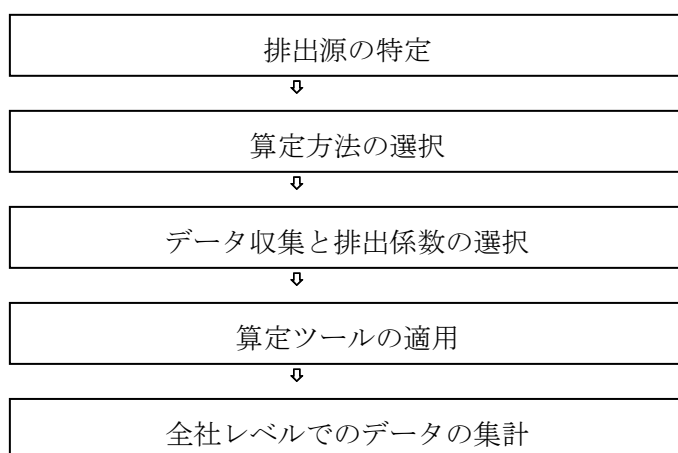 排出源の特定
算定方法の選択
データ収集と排出係数の選択
算定ツールの適用
全社レベルでのデータの集計